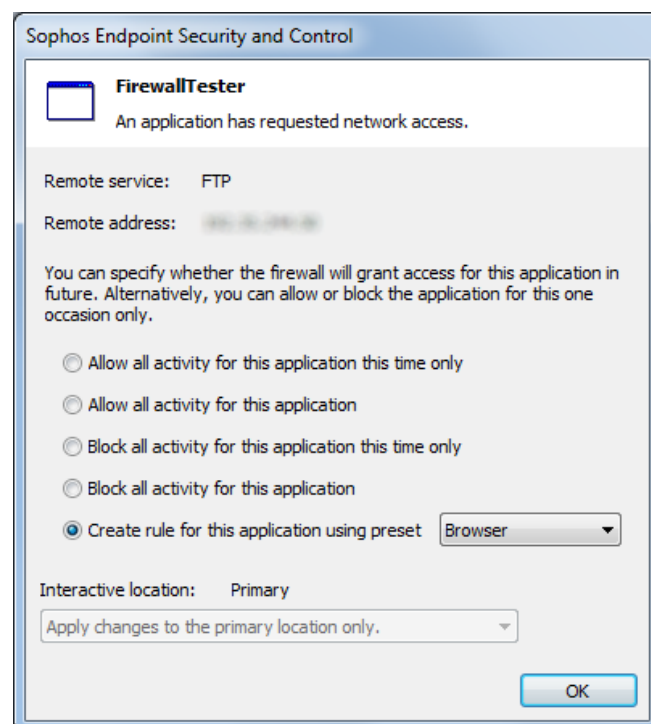 Sophos Endpoint Security and Control
FirewallTester
An application has requested network access.
Remote service: FTP
Remote address:
You can specify whether the firewall will grant access for this application in
future. Alternatively, you can allow or block the application for this one
occasion only.
Allow all activity for this application this time only
Allow all activity for this application
Block all activity for this application this time only
Block all activity for this application
Create rule for this application using preset Browser
Interactive location: Primary
Apply changes to the primary location only.
OK